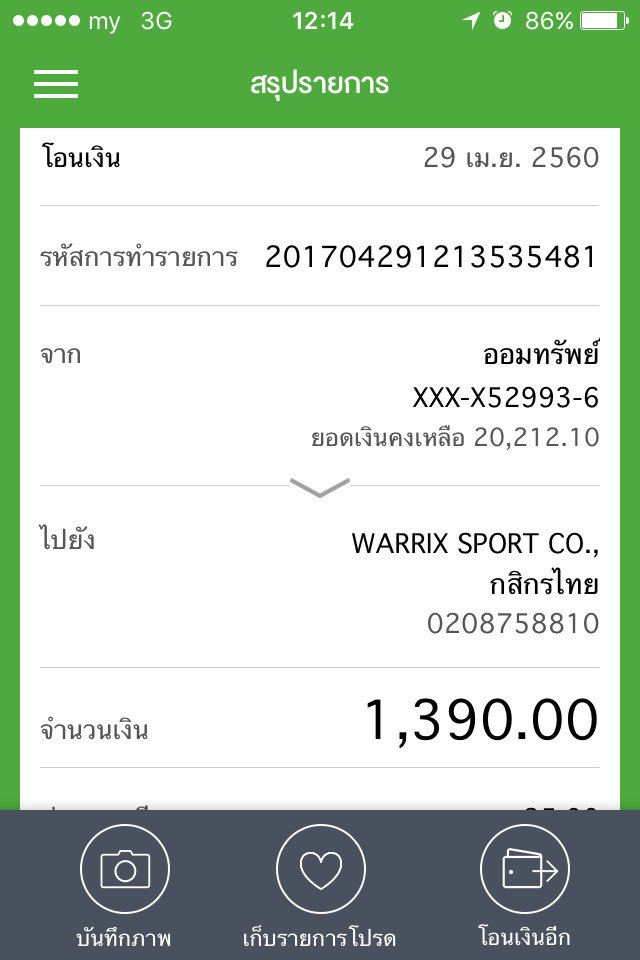 my 3G 12:14 86%
สรุปรายการ
โอนเงิน 29 เม.ย. 2560
รหัสการทำรายการ 201704291213535481
จาก ออมทรัพย์
XXX-X52993-6
ยอดเงินคงเหลือ 20,212.10
ไปยัง WARRIX SPORT CO.,
กสิกรไทย
0208758810
จำนวนเงิน 1,390.00
บันทึกภาพ เก็บรายการโปรด โอนเงินอีก